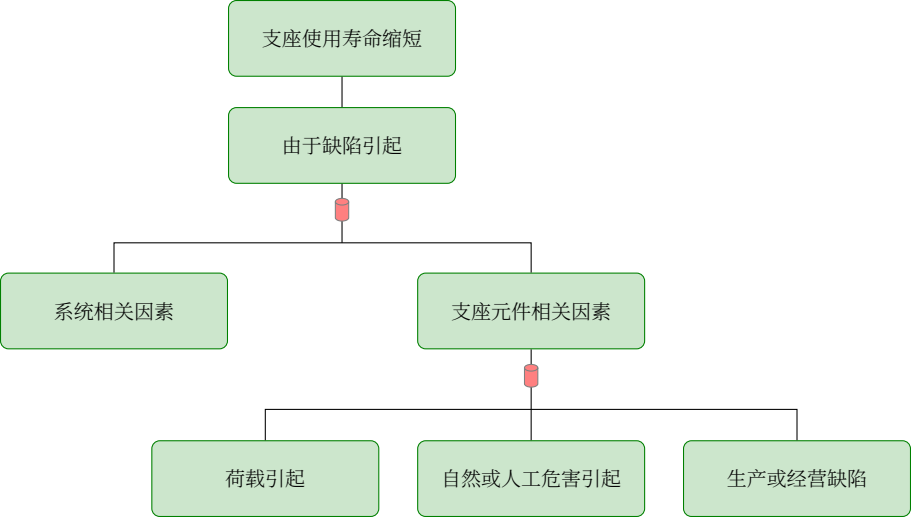 支座使用寿命缩短
由于缺陷引起
系统相关因素
支座元件相关因素
荷载引起
自然或人工危害引起
生产或经营缺陷